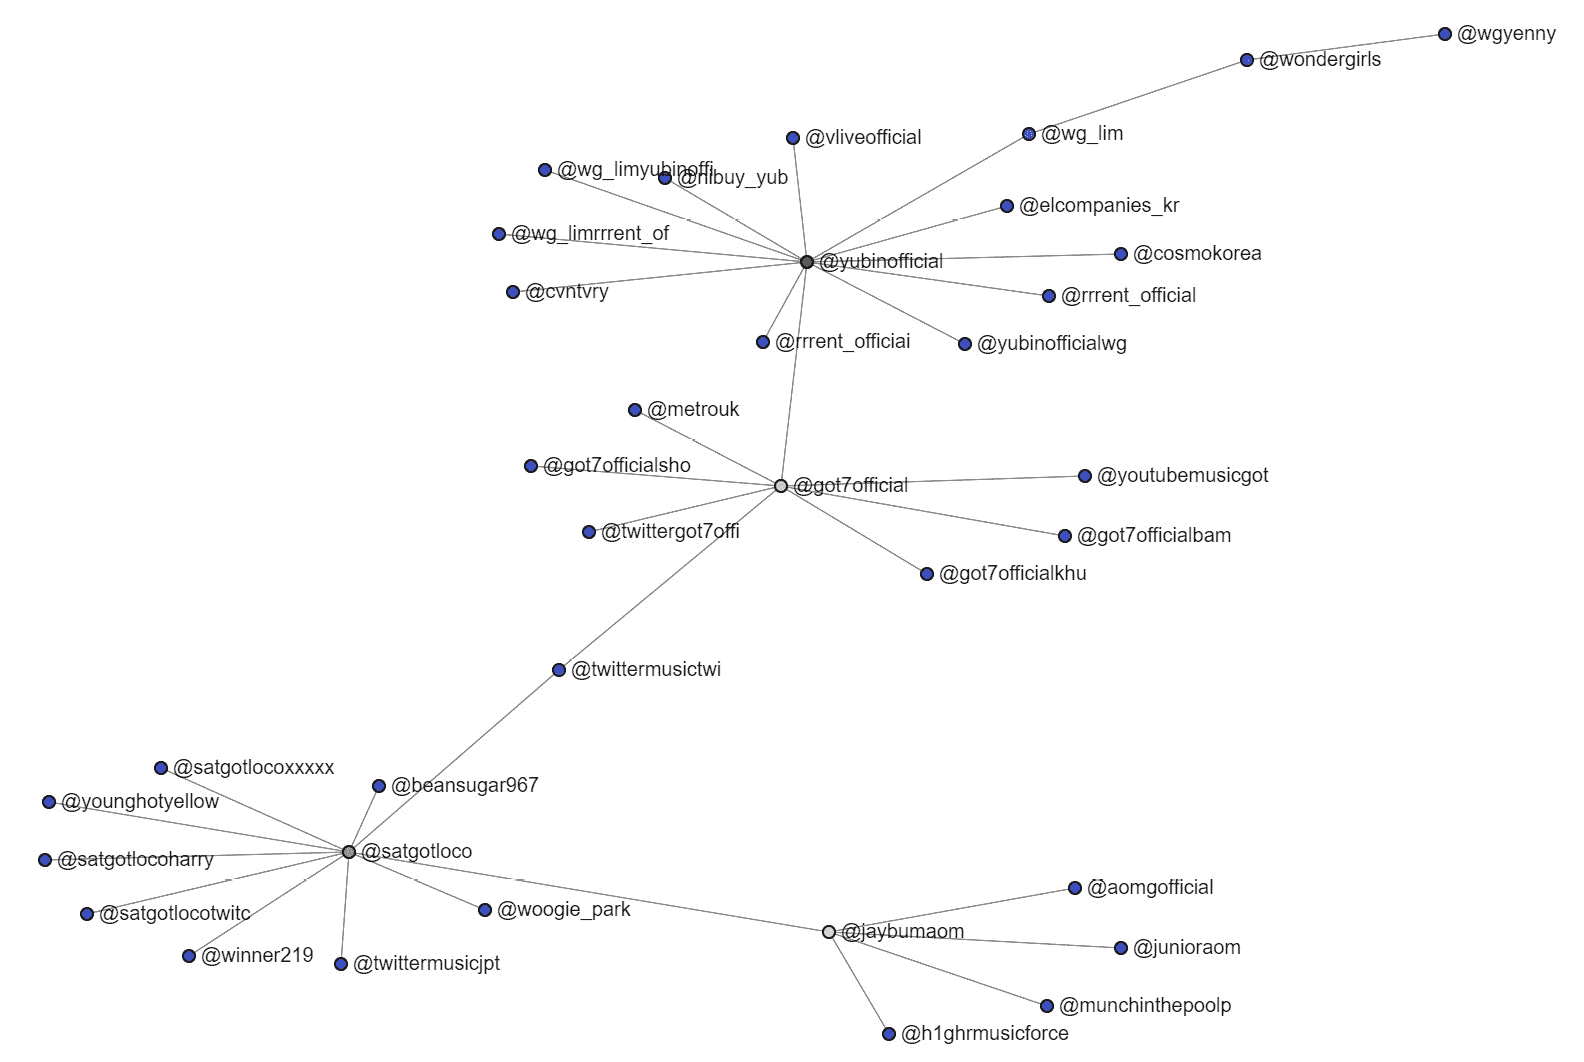 @wgyenny
@wondergirls
@wg_lim
@vliveofficial
@wg_limyubinoffi
@nibuy_yub
@elcompanies_kr
@wg_limrrrent_of
@cosmokorea
@yubinofficial
@cvntvry
@rrrent_official
@rrrent_officiai
@yubinofficialwg
@metrouk
@got7officialsho
@youtubemusicgot
@got7official
@twittergot7offi
@got7officialbam
@got7officialkhu
@twittermusictwi
@satgotlocoxxxxx
@beansugar967
@younghotyellow
@satgotloco
@satgotlocoharry
@aomgofficial
@woogie_park
@satgotlocotwitc
@jaybumaom
@junioraom
@winner219
@twittermusicjpt
@munchinthepoolp
@h1ghrmusicforce